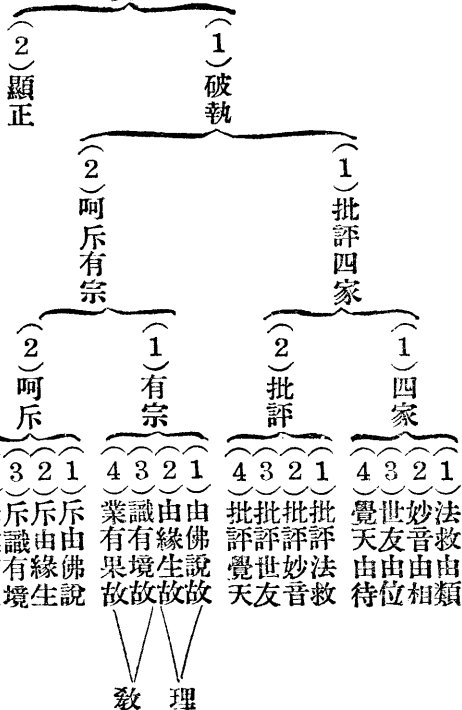 (1)破執
(2)顯正
(1)批評四家
(2)呵斥有宗
(1)四家
(2)批評
(1)有宗
(2)呵斥
(1)法救由類
(2)妙音由相
(3)世友由位
(4)覺天由待
(1)批評法救
(2)批評妙音
(3)批評世友
(4)批評覺天
(1)由佛說故
(2)由緣生故
(3)識有境故
(4)業有果故
(1)斥由佛說
(2)斥由緣生
(3)斥識有境
理
敎